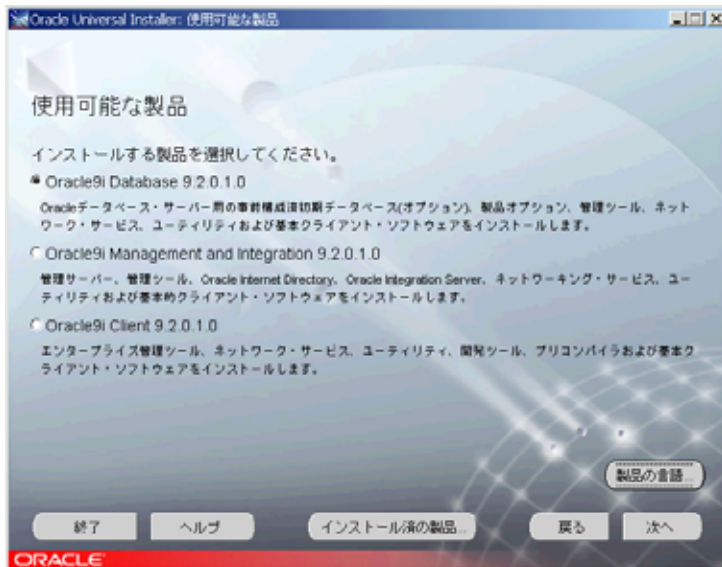 Oracle Universal Installer: 使用可能な製品
使用可能な製品
インストールする製品を選択してください。
Oracle9i Database 9.2.0.1.0
Oracleデータベース・サーバー用の事前構成済初期データベース(オプション)、製品オプション、管理ツール、ネット
ワーク・サービス、ユーティリティおよび基本クライアント・ソフトウェアをインストールします。
Oracle9i Management and Integration 9.2.0.1.0
管理サーバー、管理ツール、Oracle Internet Directory、Oracle Integration Server、ネットワーキング・サービス、ユー
ティリティおよび基本的クライアント・ソフトウェアをインストールします。
Oracle9i Client 9.2.0.1.0
エンタープライズ管理ツール、ネットワーク・サービス、ユーティリティ、開発ツール、プリコンパイラおよび基本ク
ライアント・ソフトウェアをインストールします。
製品の言語...
終了 ヘルプ インストール済の製品... 戻る 次へ
ORACLE